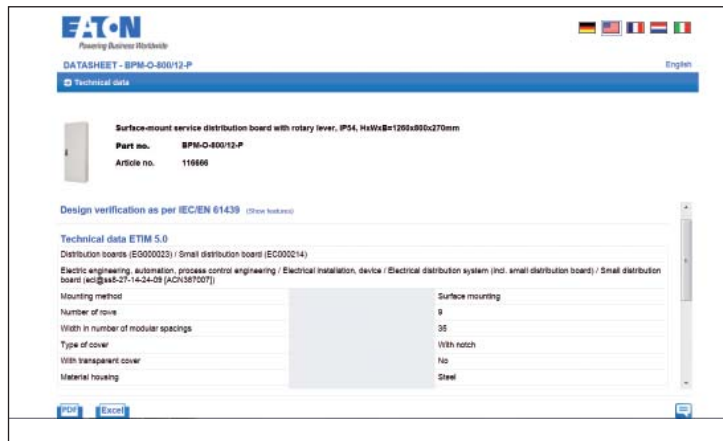 EATON
Powering Business Worldwide
DATASHEET - BPM-O-800/12-P
English
Technical data
Surface-mount service distribution board with rotary lever, IP54, HxWxB=1260x800x270mm
Part no. BPM-O-800/12-P
Article no. 116666
Design verification as per IEC/EN 61439 (Show features)
Technical data ETIM 5.0
Distribution boards (EG000023) / Small distribution board (EC000214)
Electric engineering, automation, process control engineering / Electrical installation, device / Electrical distribution system (incl. small distribution board) / Small distribution
board (ecl@ss8-27-14-24-09 [ACN387007])
Mounting method Surface mounting
Number of rows 9
Width in number of modular spacings 35
Type of cover With notch
With transparent cover No
Material housing Steel
PDF Excel